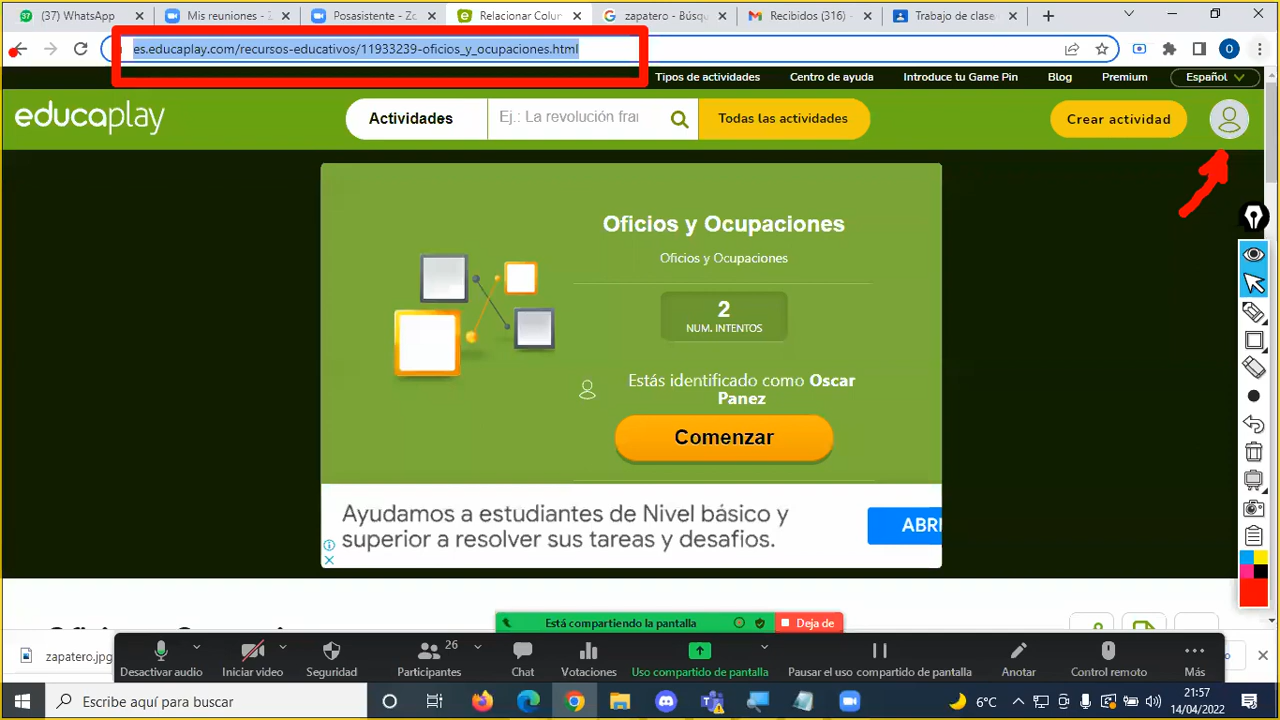 (37) WhatsApp
Mis reuniones - Z
Posasistente - Zo
Relacionar Colum
zapatero - Búsqu
Recibidos (316) -
Trabajo de clase
37
es.educaplay.com/recursos-educativos/11933239-oficios_y_ocupaciones.html
O
Tipos de actividades
Centro de ayuda
Introduce tu Game Pin
Blog
Premium
Español
educaplay
Actividades
Ej.: La revolución fran
Todas las actividades
Crear actividad
Oficios y Ocupaciones
Oficios y Ocupaciones
2
NUM. INTENTOS
Estás identificado como Oscar
Panez
Comenzar
Ayudamos a estudiantes de Nivel básico y
superior a resolver sus tareas y desafios.
ABRI
Está compartiendo la pantalla
Deja de
zapatero.jpg
Desactivar audio
Iniciar video
Seguridad
26
Participantes
Chat
Votaciones
Uso compartido de pantalla
Pausar el uso compartido de pantalla
Anotar
Control remoto
Más
Escribe aquí para buscar
6°C
21:57
14/04/2022